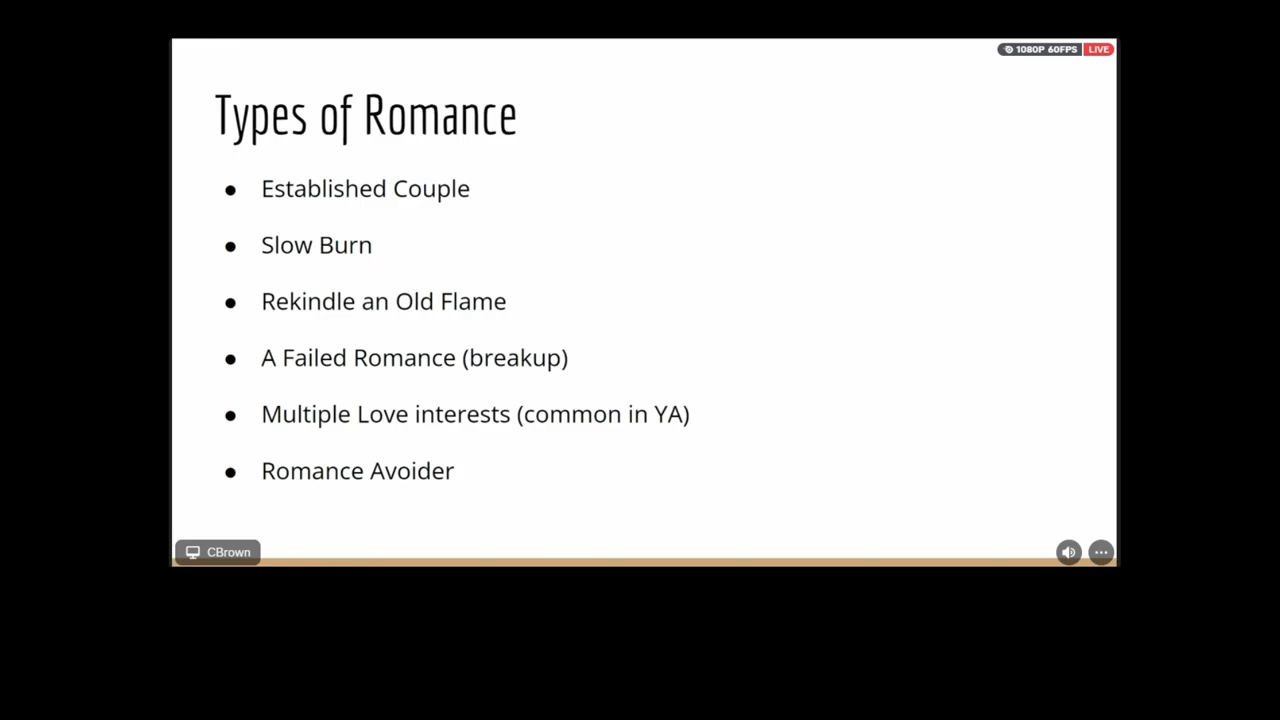 1080P 60FPS LIVE
Types of Romance
● Established Couple
● Slow Burn
● Rekindle an Old Flame
● A Failed Romance (breakup)
● Multiple Love interests (common in YA)
● Romance Avoider
CBrown